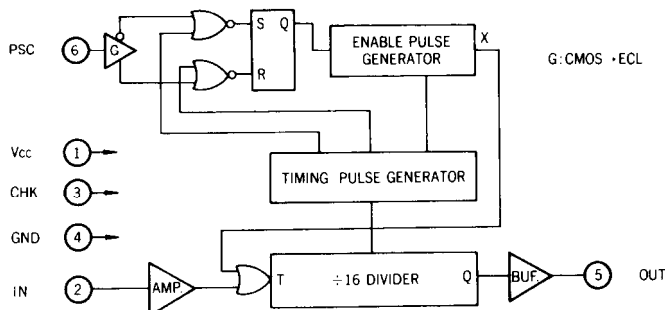 PSC 6 G S Q R ENABLE PULSE GENERATOR X G:CMOS → ECL
Vcc 1
TIMING PULSE GENERATOR
CHK 3
GND 4
IN 2 AMP. T ÷16 DIVIDER Q BUF. 5 OUT